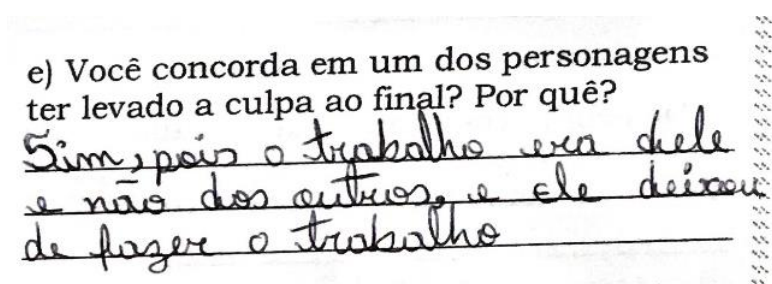 e) Você concorda em um dos personagens
ter levado a culpa ao final? Por quê?
Sim, pois o trabalho era dele
e não dos outros, e ele deixou
de fazer o trabalho